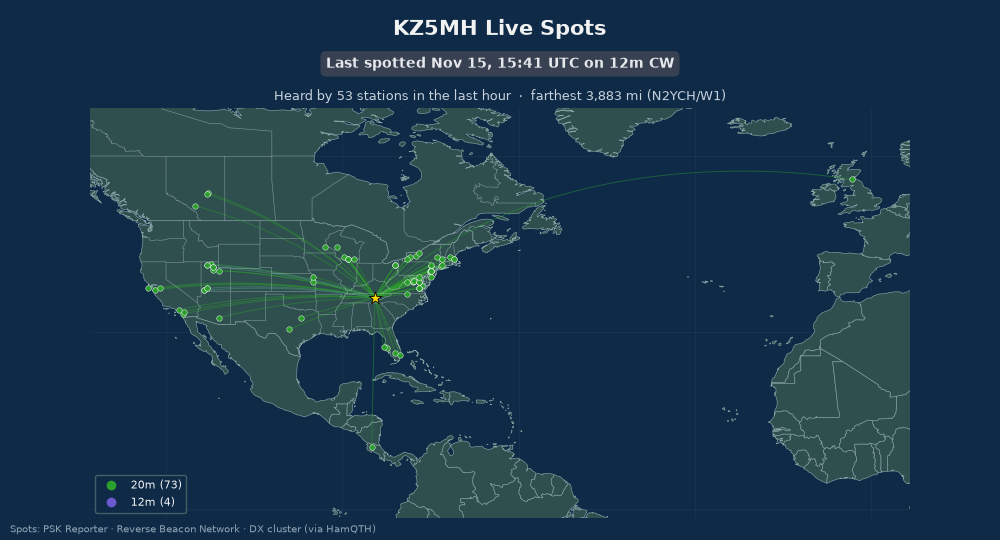 KZ5MH Live Spots
Last spotted Nov 15, 15:41 UTC on 12m CW
Heard by 53 stations in the last hour · farthest 3,883 mi (N2YCH/W1)
20m (73)
12m (4)
Spots: PSK Reporter · Reverse Beacon Network · DX cluster (via HamQTH)